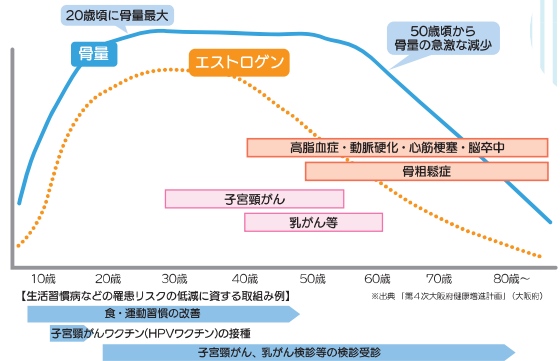 20歳頃に骨量最大
50歳頃から
骨量の急激な減少
骨量
エストロゲン
高脂血症・動脈硬化・心筋梗塞・脳卒中
骨粗鬆症
子宮頸がん
乳がん等
10歳 20歳 30歳 40歳 50歳 60歳 70歳 80歳～
【生活習慣病などの罹患リスクの低減に資する取組み例】
※出典 「第4次大阪府健康増進計画」（大阪府）
食・運動習慣の改善
子宮頸がんワクチン(HPVワクチン)の接種
子宮頸がん、乳がん検診等の検診受診